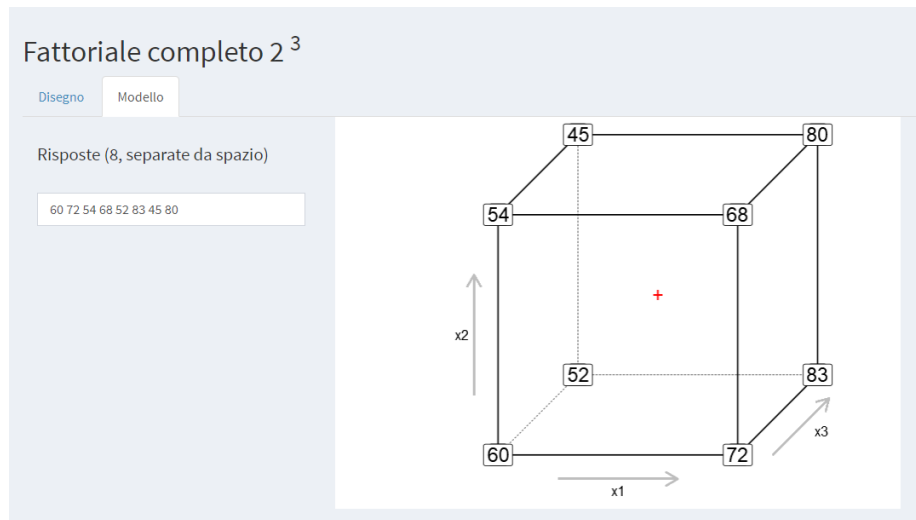 Fattoriale completo 2 3
Disegno Modello
Risposte (8, separate da spazio)
60 72 54 68 52 83 45 80
45 80
54 68
x2
52 83
x3
60 72
x1